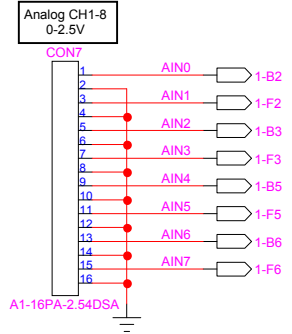 Analog CH1-8
0-2.5V
CON7
1 AIN0 1-B2
2
3 AIN1 1-F2
4
5 AIN2 1-B3
6
7 AIN3 1-F3
8
9 AIN4 1-B5
10
11 AIN5 1-F5
12
13 AIN6 1-B6
14
15 AIN7 1-F6
16
A1-16PA-2.54DSA